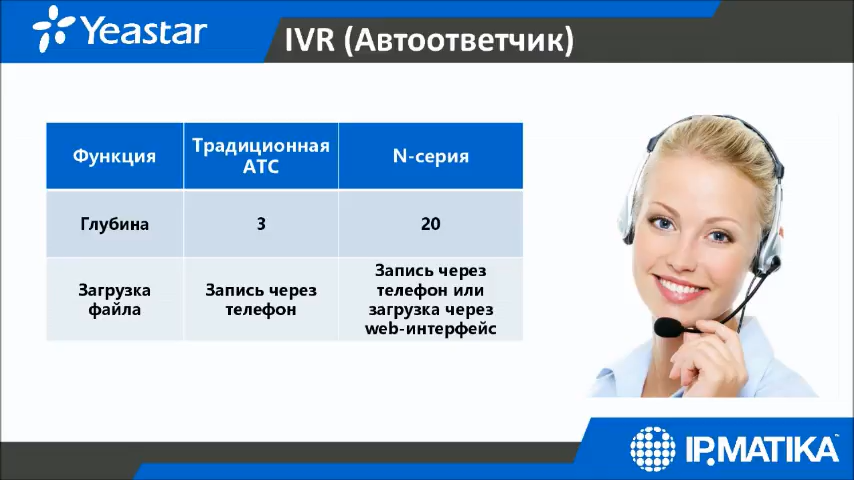 Yeastar
IVR (Автоответчик)
Функция
Традиционная
АТС
N-серия
Глубина
3
20
Загрузка
файла
Запись через
телефон
Запись через
телефон или
загрузка через
web-интерфейс
IP.MATIKA™